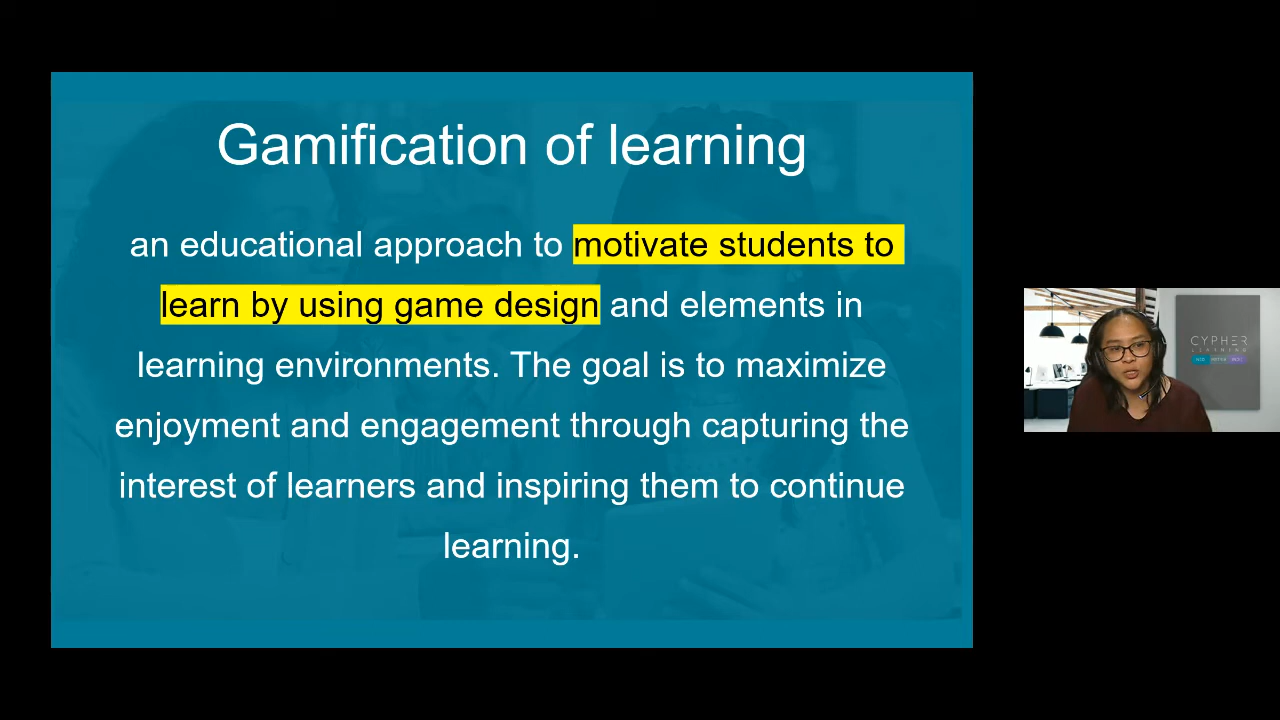 Gamification of learning
an educational approach to motivate students to
learn by using game design and elements in
learning environments. The goal is to maximize
enjoyment and engagement through capturing the
interest of learners and inspiring them to continue
learning.
CYPHER
LEARNING